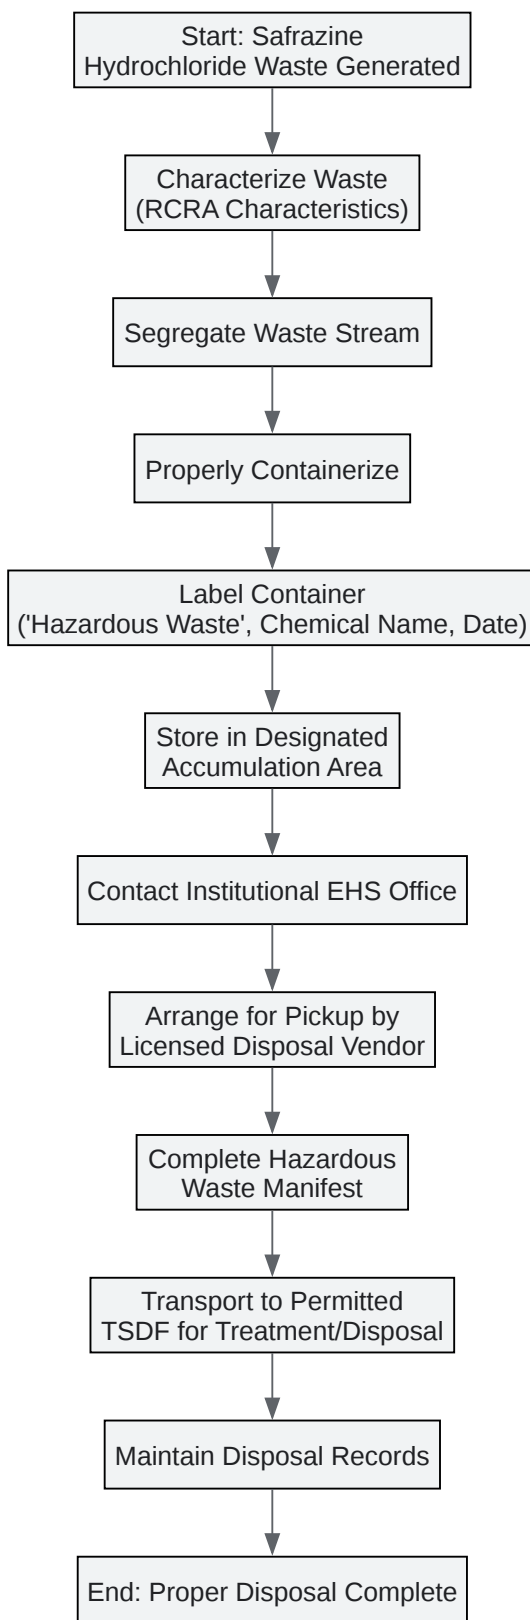 Start: Safrazine
Hydrochloride Waste Generated
Characterize Waste
(RCRA Characteristics)
Segregate Waste Stream
Properly Containerize
Label Container
('Hazardous Waste', Chemical Name, Date)
Store in Designated
Accumulation Area
Contact Institutional EHS Office
Arrange for Pickup by
Licensed Disposal Vendor
Complete Hazardous
Waste Manifest
Transport to Permitted
TSDF for Treatment/Disposal
Maintain Disposal Records
End: Proper Disposal Complete